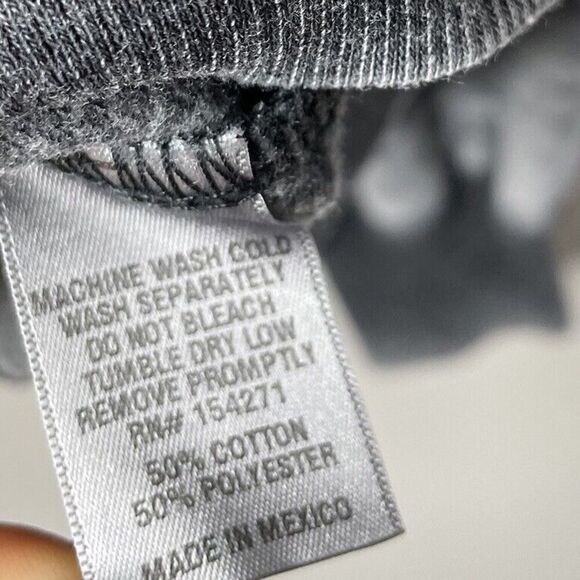 MACHINE WASH COLD
WASH SEPARATELY
DO NOT BLEACH
TUMBLE DRY LOW
REMOVE PROMPTLY
RN# 154271
50% COTTON
50% POLYESTER
MADE IN MEXICO